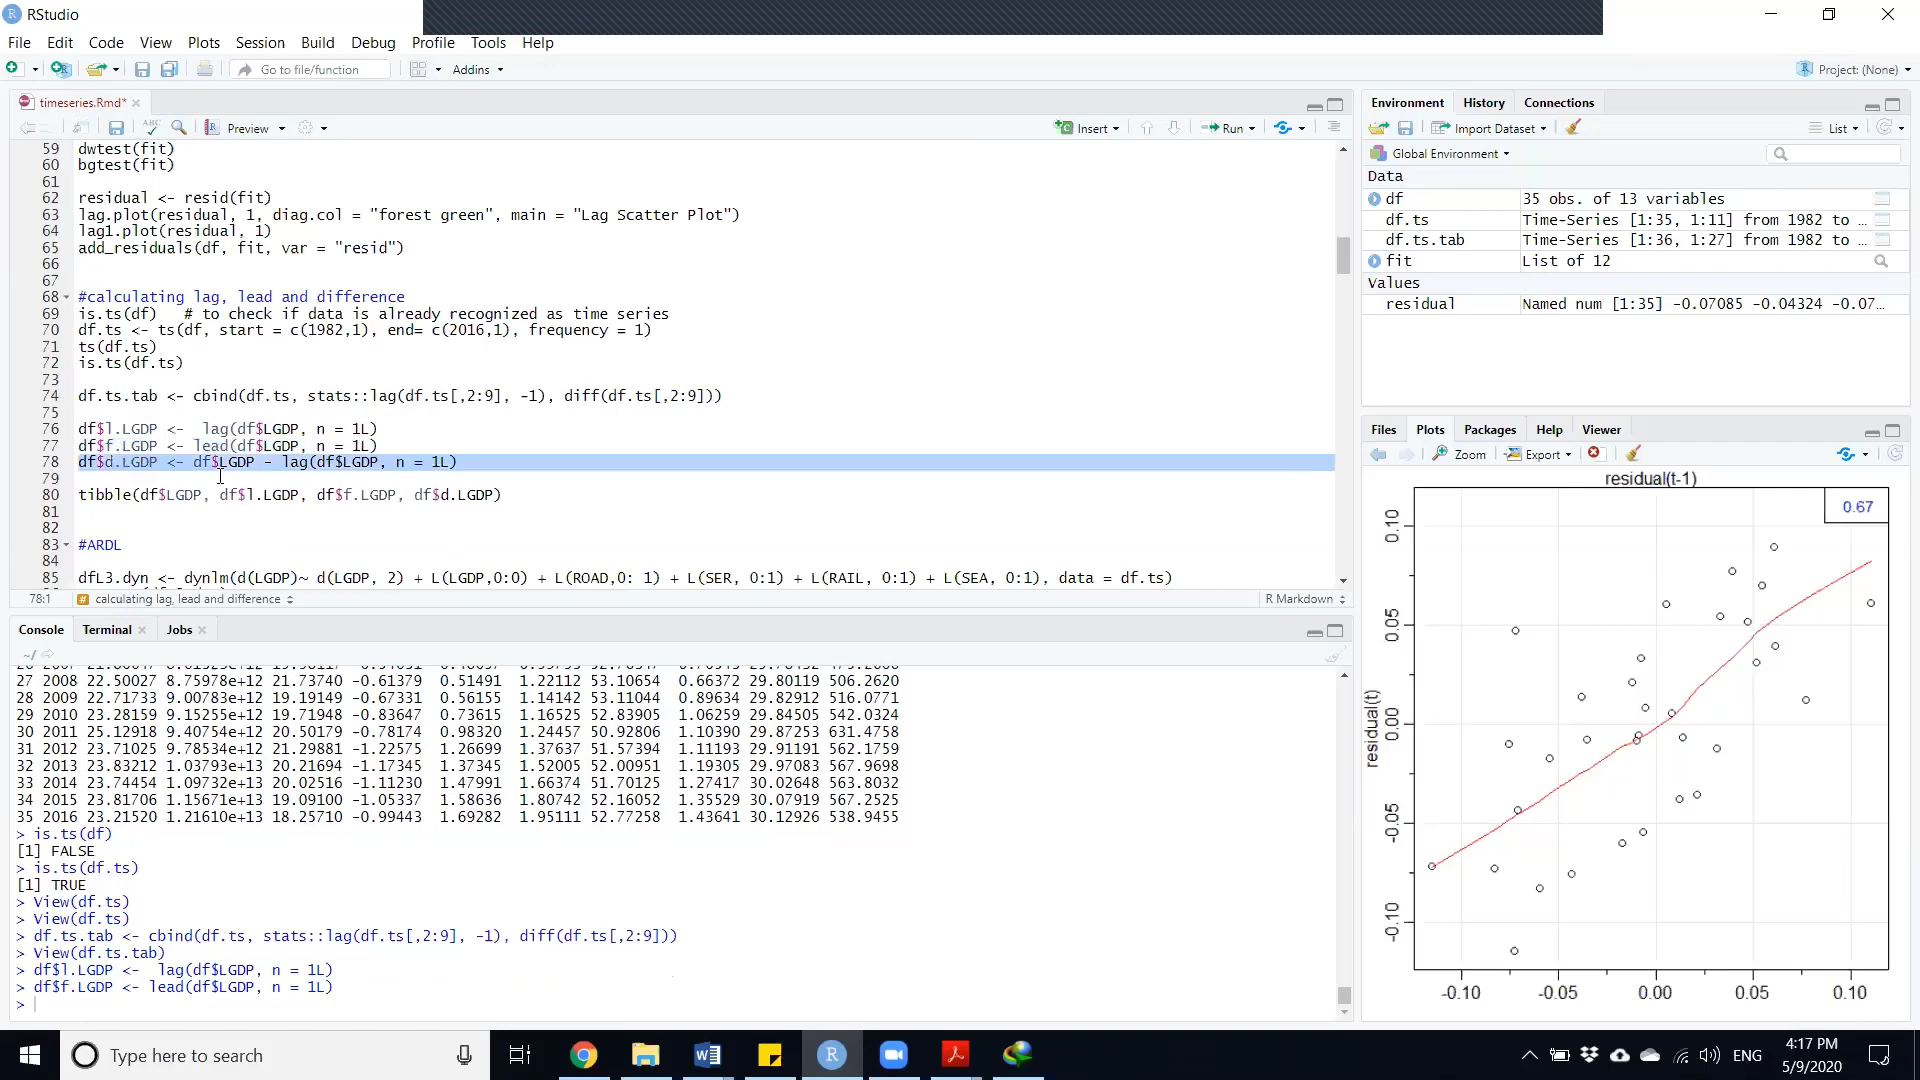 RStudio
File Edit Code View Plots Session Build Debug Profile Tools Help
Go to file/function
Addins
Project: (None)
timeseries.Rmd*
ABC
Preview
Insert
Run
59 dwtest(fit)
60 bgtest(fit)
61
62 residual <- resid(fit)
63 lag.plot(residual, 1, diag.col = "forest green", main = "Lag Scatter Plot")
64 lag1.plot(residual, 1)
65 add_residuals(df, fit, var = "resid")
66
67
68 #calculating lag, lead and difference
69 is.ts(df)   # to check if data is already recognized as time series
70 df.ts <- ts(df, start = c(1982,1), end= c(2016,1), frequency = 1)
71 ts(df.ts)
72 is.ts(df.ts)
73
74 df.ts.tab <- cbind(df.ts, stats::lag(df.ts[,2:9], -1), diff(df.ts[,2:9]))
75
76 df$l.LGDP <-  lag(df$LGDP, n = 1L)
77 df$f.LGDP <- lead(df$LGDP, n = 1L)
78 df$d.LGDP <- df$LGDP - lag(df$LGDP, n = 1L)
79
80 tibble(df$LGDP, df$l.LGDP, df$f.LGDP, df$d.LGDP)
81
82
83 #ARDL
84
85 dfL3.dyn <- dynlm(d(LGDP)~ d(LGDP, 2) + L(LGDP,0:0) + L(ROAD,0: 1) + L(SER, 0:1) + L(RAIL, 0:1) + L(SEA, 0:1), data = df.ts)
78:1 # calculating lag, lead and difference
R Markdown
Console Terminal Jobs
~/
27 2008 22.50027 8.75978e+12 21.73740 -0.61379 0.51491 1.22112 53.10654 0.66372 29.80119 506.2620
28 2009 22.71733 9.00783e+12 19.19149 -0.67331 0.56155 1.14142 53.11044 0.89634 29.82912 516.0771
29 2010 23.28159 9.15255e+12 19.71948 -0.83647 0.73615 1.16525 52.83905 1.06259 29.84505 542.0324
30 2011 25.12918 9.40754e+12 20.50179 -0.78174 0.98320 1.24457 50.92806 1.10390 29.87253 631.4758
31 2012 23.71025 9.78534e+12 21.29881 -1.22575 1.26699 1.37637 51.57394 1.11193 29.91191 562.1759
32 2013 23.83212 1.03793e+13 20.21694 -1.17345 1.37345 1.52005 52.00951 1.19305 29.97083 567.9698
33 2014 23.74454 1.09732e+13 20.02516 -1.11230 1.47991 1.66374 51.70125 1.27417 30.02648 563.8032
34 2015 23.81706 1.15671e+13 19.09100 -1.05337 1.58636 1.80742 52.16052 1.35529 30.07919 567.2525
35 2016 23.21520 1.21610e+13 18.25710 -0.99443 1.69282 1.95111 52.77258 1.43641 30.12926 538.9455
> is.ts(df)
[1] FALSE
> is.ts(df.ts)
[1] TRUE
> View(df.ts)
> View(df.ts)
> df.ts.tab <- cbind(df.ts, stats::lag(df.ts[,2:9], -1), diff(df.ts[,2:9]))
> View(df.ts.tab)
> df$l.LGDP <-  lag(df$LGDP, n = 1L)
> df$f.LGDP <- lead(df$LGDP, n = 1L)
>
Environment History Connections
Import Dataset
List
Global Environment
Data
df 35 obs. of 13 variables
df.ts Time-Series [1:35, 1:11] from 1982 to …
df.ts.tab Time-Series [1:36, 1:27] from 1982 to …
fit List of 12
Values
residual Named num [1:35] -0.07085 -0.04324 -0.07…
Files Plots Packages Help Viewer
Zoom Export
residual(t-1)
0.67
0.10
0.05
0.00
-0.05
-0.10
residual(t)
-0.10 -0.05 0.00 0.05 0.10
Type here to search
ENG
4:17 PM
5/9/2020